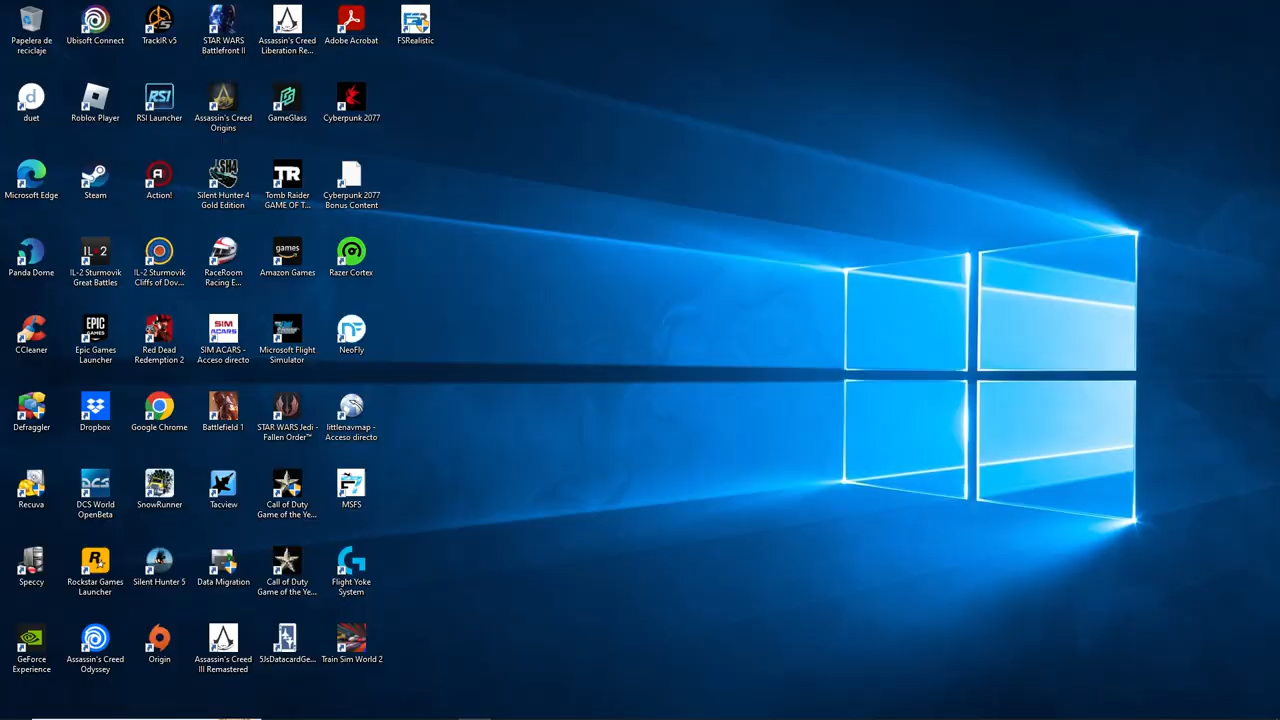 Papelera de
reciclaje
Ubisoft Connect
TrackIR v5
STAR WARS
Battlefront II
Assassin's Creed
Liberation Re...
Adobe Acrobat
FSRealistic
duet
Roblox Player
RSI Launcher
Assassin's Creed
Origins
GameGlass
Cyberpunk 2077
Microsoft Edge
Steam
Action!
Silent Hunter 4
Gold Edition
Tomb Raider
GAME OF T...
Cyberpunk 2077
Bonus Content
Panda Dome
IL-2 Sturmovik
Great Battles
IL-2 Sturmovik
Cliffs of Dov...
RaceRoom
Racing E...
Amazon Games
Razer Cortex
CCleaner
Epic Games
Launcher
Red Dead
Redemption 2
SIM ACARS -
Acceso directo
Microsoft Flight
Simulator
NeoFly
Defraggler
Dropbox
Google Chrome
Battlefield 1
STAR WARS Jedi -
Fallen Order™
littlenavmap -
Acceso directo
Recuva
DCS World
OpenBeta
SnowRunner
Tacview
Call of Duty
Game of the Ye...
MSFS
Speccy
Rockstar Games
Launcher
Silent Hunter 5
Data Migration
Call of Duty
Game of the Ye...
Flight Yoke
System
GeForce
Experience
Assassin's Creed
Odyssey
Origin
Assassin's Creed
III Remastered
5JsDatacardGe...
Train Sim World 2